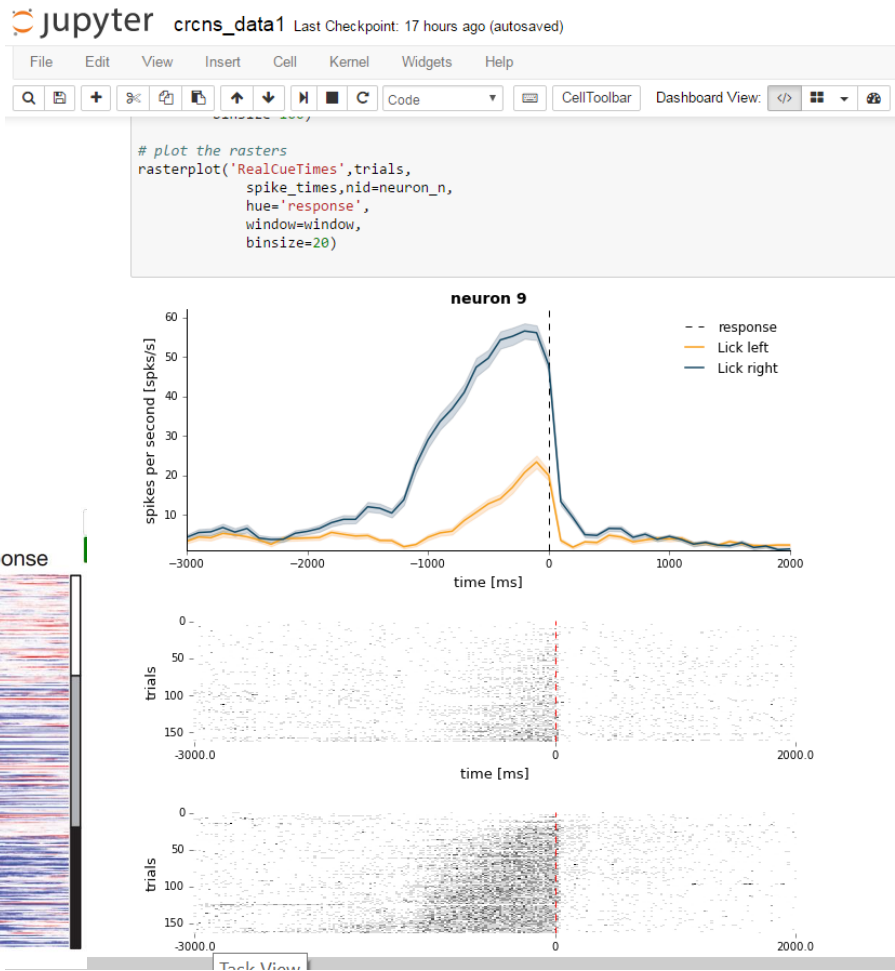 jupyter crcns_data1 Last Checkpoint: 17 hours ago (autosaved)
File Edit View Insert Cell Kernel Widgets Help
Code CellToolbar Dashboard View: </>
# plot the rasters
rasterplot('RealCueTimes',trials,
spike_times,nid=neuron_n,
hue='response',
window=window,
binsize=20)
neuron 9
60
50
40
30
20
10
spikes per second [spks/s]
response
Lick left
Lick right
−3000 −2000 −1000 0 1000 2000
time [ms]
onse
0
50
100
150
trials
-3000.0 0 2000.0
time [ms]
0
50
100
150
trials
-3000.0 0 2000.0
Task View